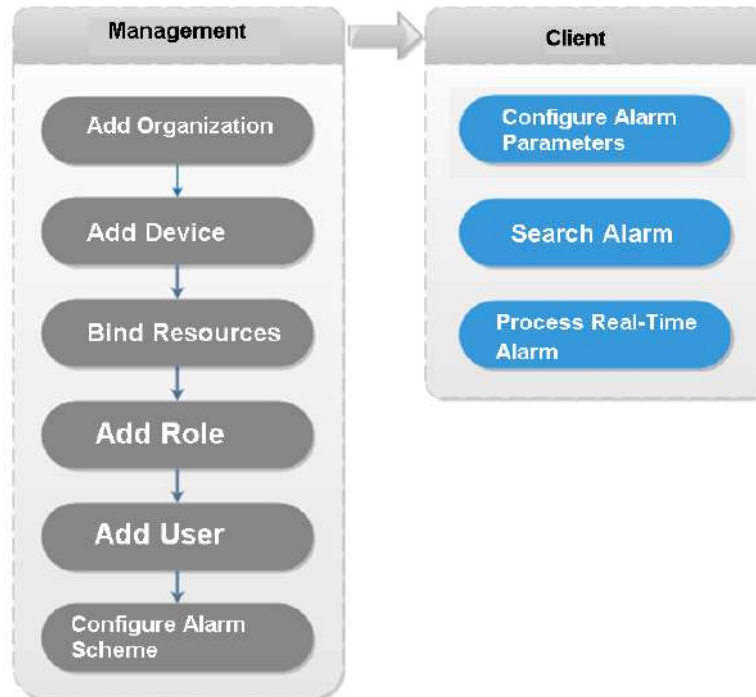 Management
Add Organization
Add Device
Bind Resources
Add Role
Add User
Configure Alarm
Scheme
Client
Configure Alarm
Parameters
Search Alarm
Process Real-Time
Alarm